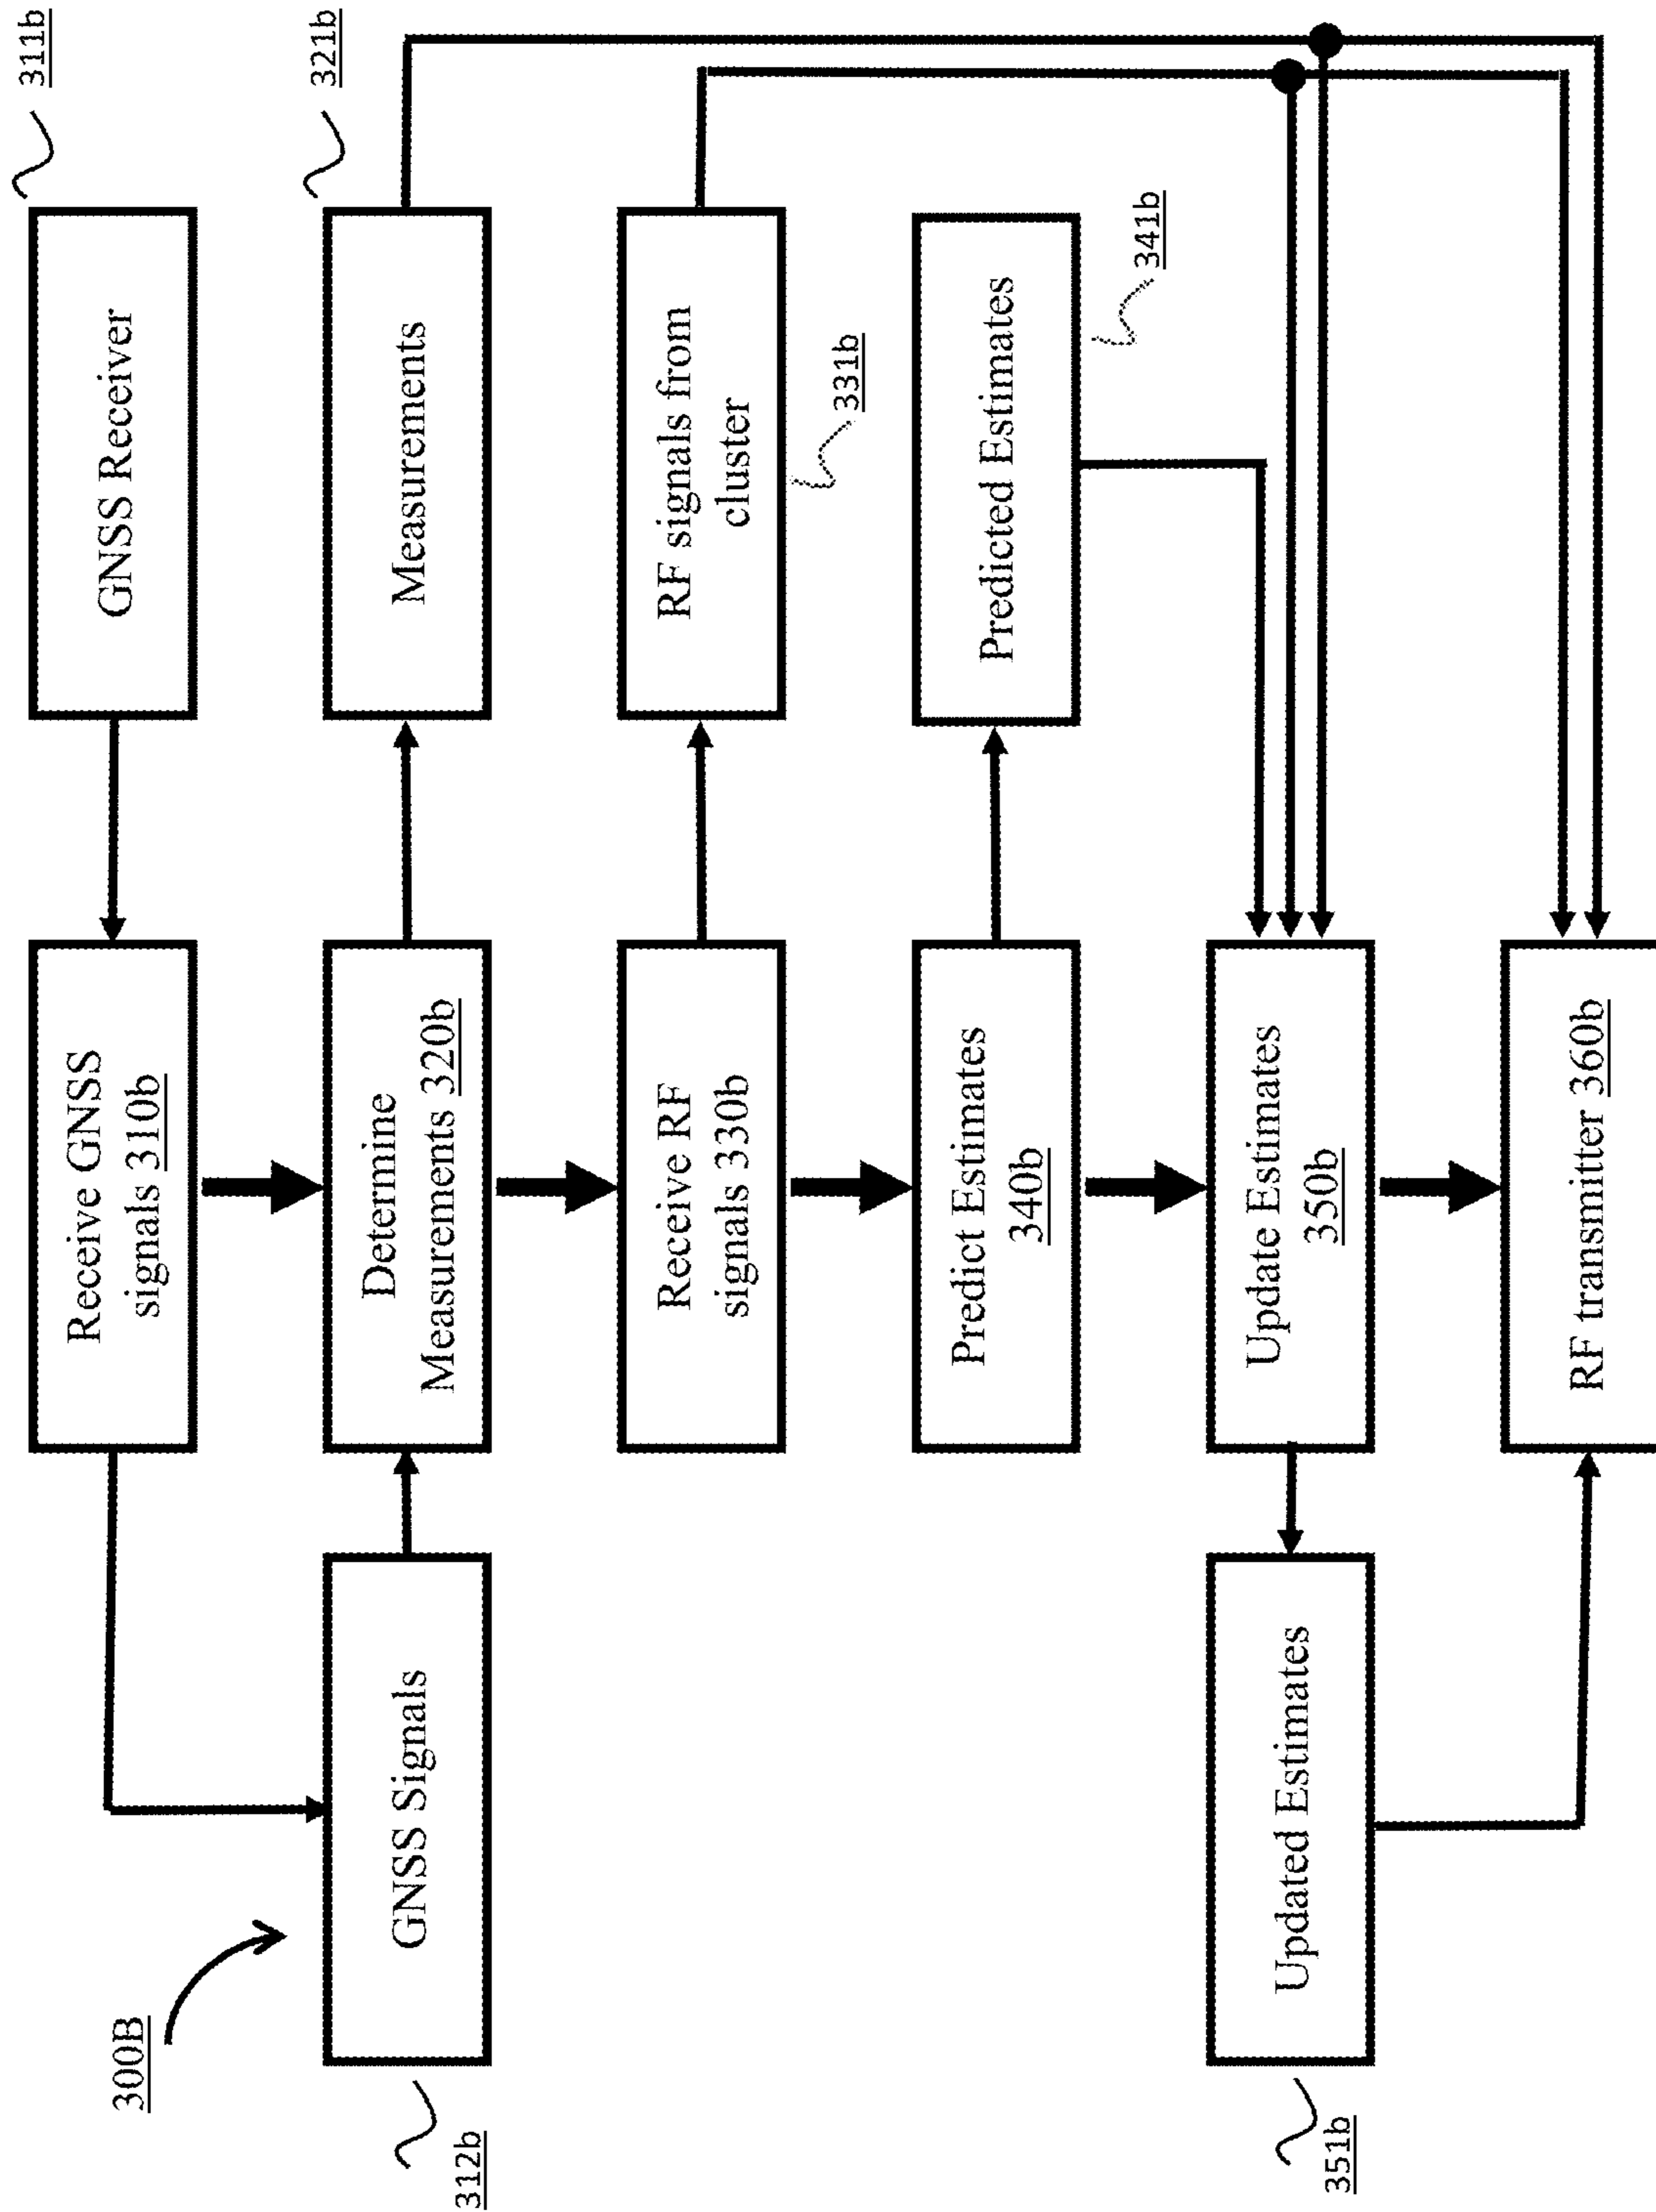 300B
GNSS Receiver
311b
Receive GNSS
signals 310b
GNSS Signals
312b
Determine
Measurements 320b
Measurements
321b
Receive RF
signals 330b
RF signals from
cluster
331b
Predict Estimates
340b
Predicted Estimates
341b
Update Estimates
350b
Updated Estimates
351b
RF transmitter 360b